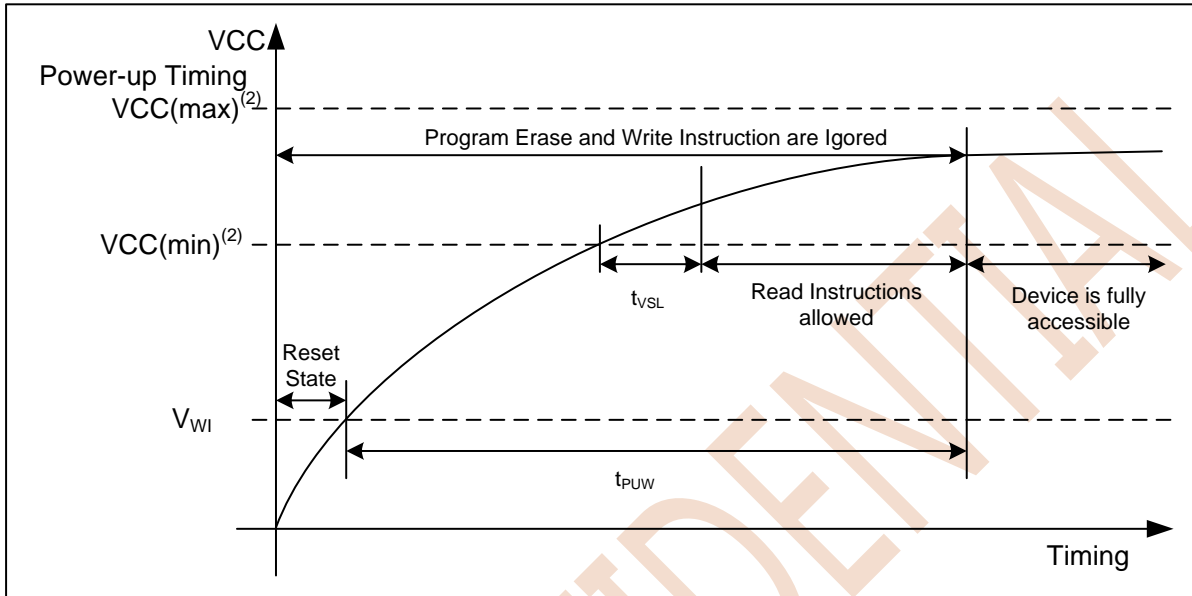 VCC
Power-up Timing
VCC(max)(2)
Program Erase and Write Instruction are Igored
VCC(min)(2)
tVSL
Read Instructions
allowed
Device is fully
accessible
Reset
State
VWI
tPUW
Timing
IDENTIAL